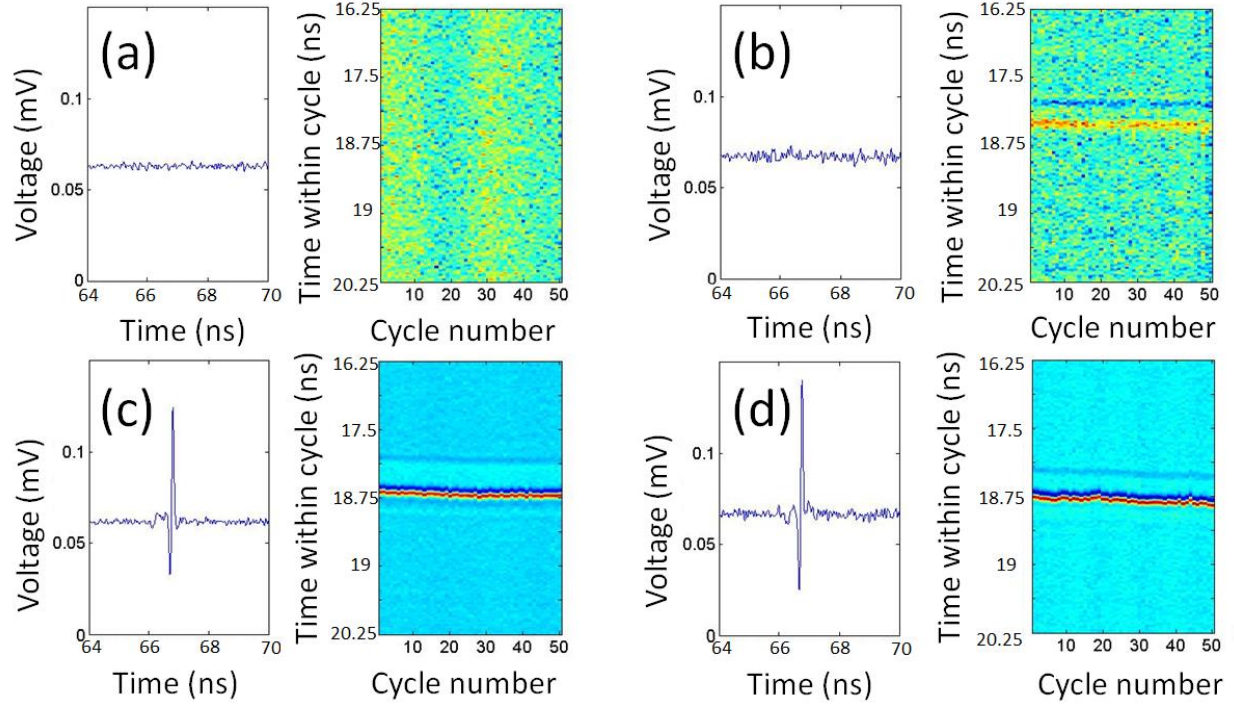 (a)
Voltage (mV)
0.1
0.05
0
64 66 68 70
Time (ns)
Time within cycle (ns)
16.25
17.5
18.75
19
20.25
10 20 30 40 50
Cycle number
(b)
Voltage (mV)
0.1
0.05
0
64 66 68 70
Time (ns)
Time within cycle (ns)
16.25
17.5
18.75
19
20.25
10 20 30 40 50
Cycle number
(c)
Voltage (mV)
0.1
0.05
0
64 66 68 70
Time (ns)
Time within cycle (ns)
16.25
17.5
18.75
19
20.25
10 20 30 40 50
Cycle number
(d)
Voltage (mV)
0.1
0.05
0
64 66 68 70
Time (ns)
Time within cycle (ns)
16.25
17.5
18.75
19
20.25
10 20 30 40 50
Cycle number